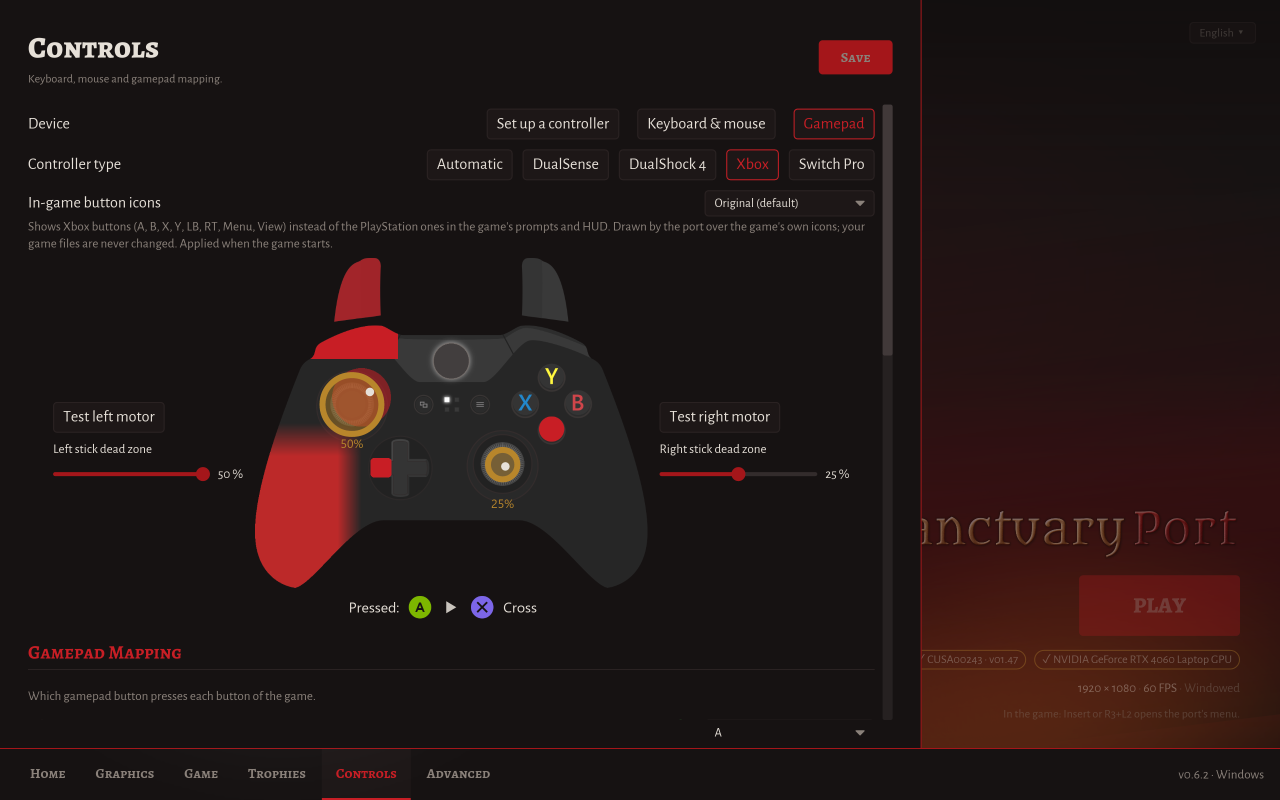 Controls
Keyboard, mouse and gamepad mapping.
Save
English
Device
Set up a controller
Keyboard & mouse
Gamepad
Controller type
Automatic
DualSense
DualShock 4
Xbox
Switch Pro
In-game button icons
Original (default)
Shows Xbox buttons (A, B, X, Y, LB, RT, Menu, View) instead of the PlayStation ones in the game's prompts and HUD. Drawn by the port over the game's own icons; your
game files are never changed. Applied when the game starts.
Y
X
B
Test left motor
Test right motor
50%
Left stick dead zone
50 %
Right stick dead zone
25 %
25%
anctuary Port
PLAY
Pressed: A ▶ ✕ Cross
CUSA00243 · v01.47
✓ NVIDIA GeForce RTX 4060 Laptop GPU
1920 × 1080 · 60 FPS · Windowed
In the game: Insert or R3+L2 opens the port's menu.
Gamepad Mapping
Which gamepad button presses each button of the game.
A
Home
Graphics
Game
Trophies
Controls
Advanced
v0.6.2 · Windows